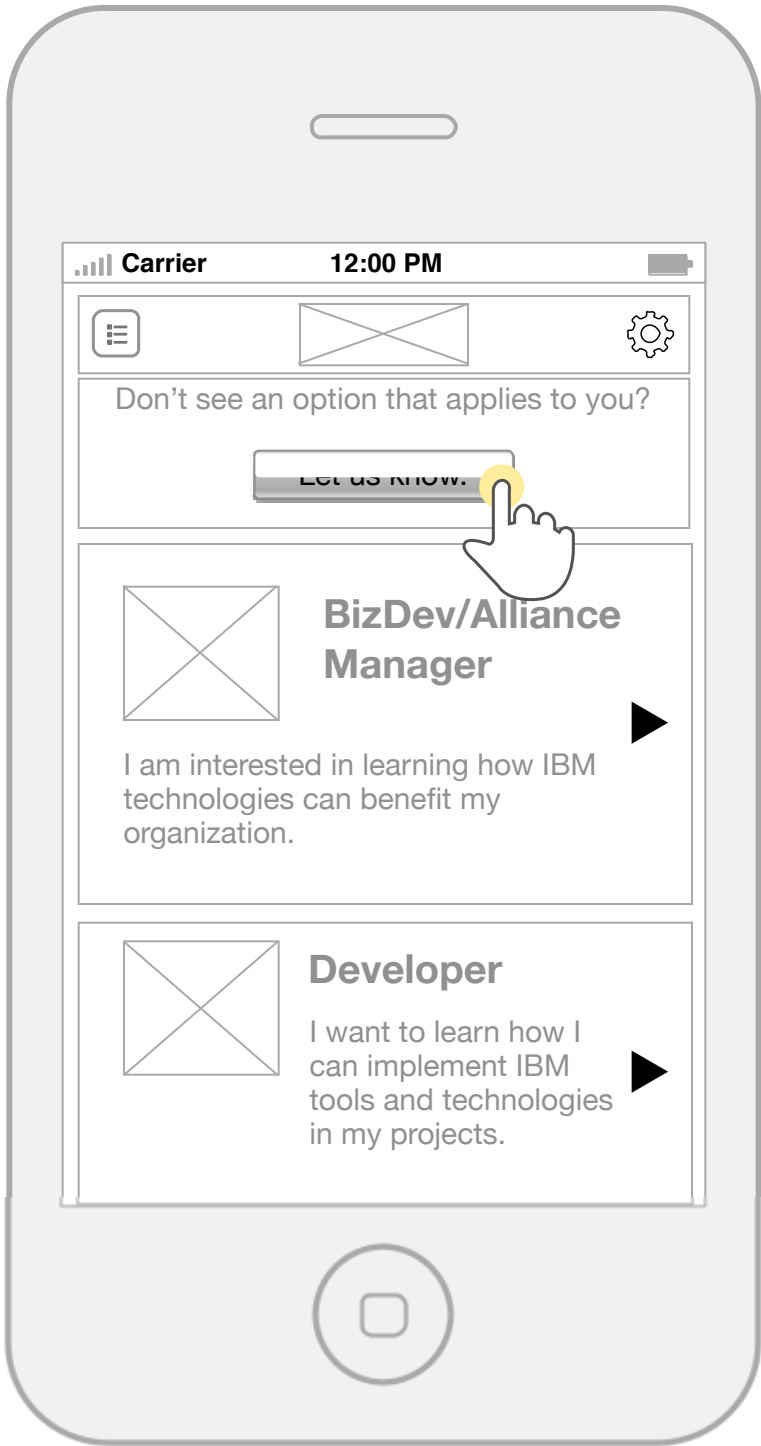 Carrier 12:00 PM
Don't see an option that applies to you?
Let us know.
BizDev/Alliance
Manager
I am interested in learning how IBM
technologies can benefit my
organization.
Developer
I want to learn how I
can implement IBM
tools and technologies
in my projects.